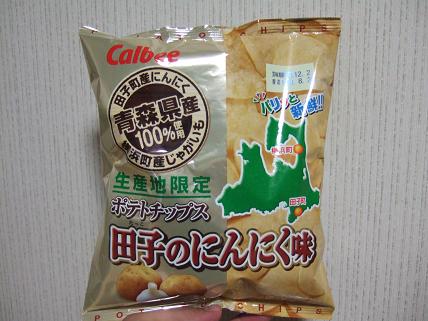 POTATO CHIPS
Calbee
田子町産にんにく
青森県産
100%使用
横浜町産じゃがいも
生産地限定
ポテトチップス
田子のにんにく味
パリッと
新鮮!!
横浜町
田子町